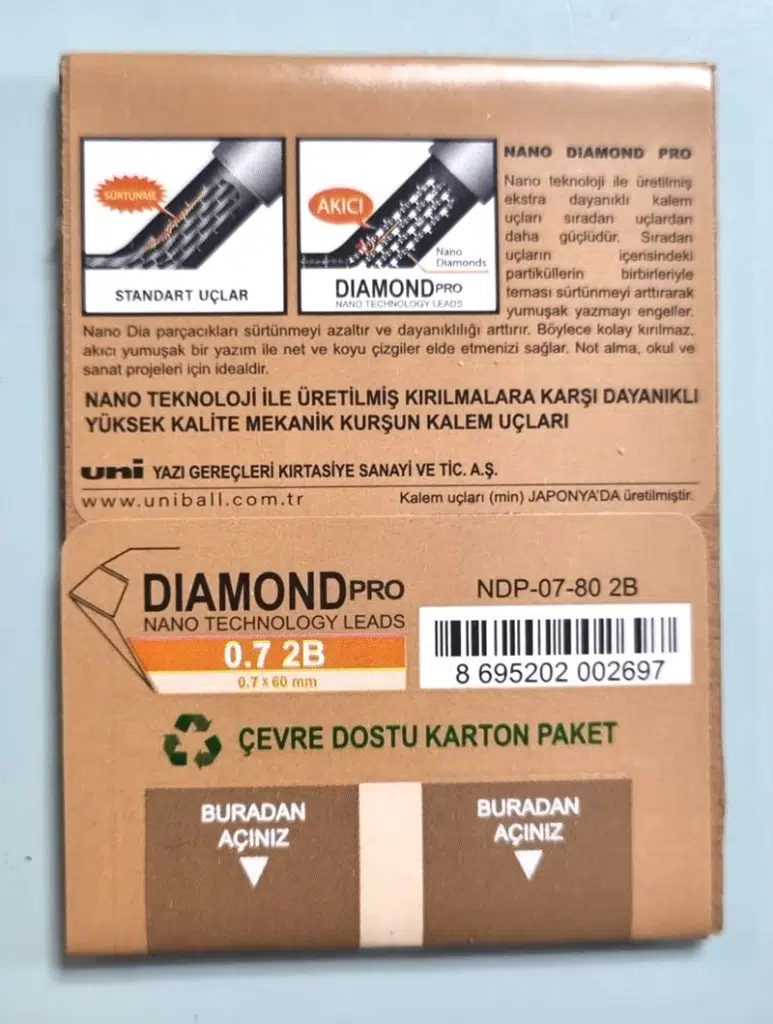 SÜRTÜNME
STANDART UÇLAR
AKICI
Nano
Diamonds
DIAMOND PRO
NANO TECHNOLOGY LEADS
NANO DIAMOND PRO
Nano teknoloji ile üretilmiş
ekstra dayanıklı kalem
uçları sıradan uçlardan
daha güçlüdür. Sıradan
uçların içerisindeki
partiküllerin birbirleriyle
teması sürtünmeyi arttırarak
yumuşak yazmayı engeller.
Nano Dia parçacıkları sürtünmeyi azaltır ve dayanıklılığı arttırır. Böylece kolay kırılmaz,
akıcı yumuşak bir yazım ile net ve koyu çizgiler elde etmenizi sağlar. Not alma, okul ve
sanat projeleri için idealdir.
NANO TEKNOLOJİ İLE ÜRETİLMİŞ KIRILMALARA KARŞI DAYANIKLI
YÜKSEK KALİTE MEKANİK KURŞUN KALEM UÇLARI
uni YAZI GEREÇLERİ KIRTASİYE SANAYİ VE TİC. A.Ş.
www.uniball.com.tr Kalem uçları (min) JAPONYA'DA üretilmiştir.
DIAMOND PRO
NANO TECHNOLOGY LEADS
0.7 2B
0.7 x 60 mm
NDP-07-80 2B
8 695202 002697
ÇEVRE DOSTU KARTON PAKET
BURADAN
AÇINIZ
BURADAN
AÇINIZ